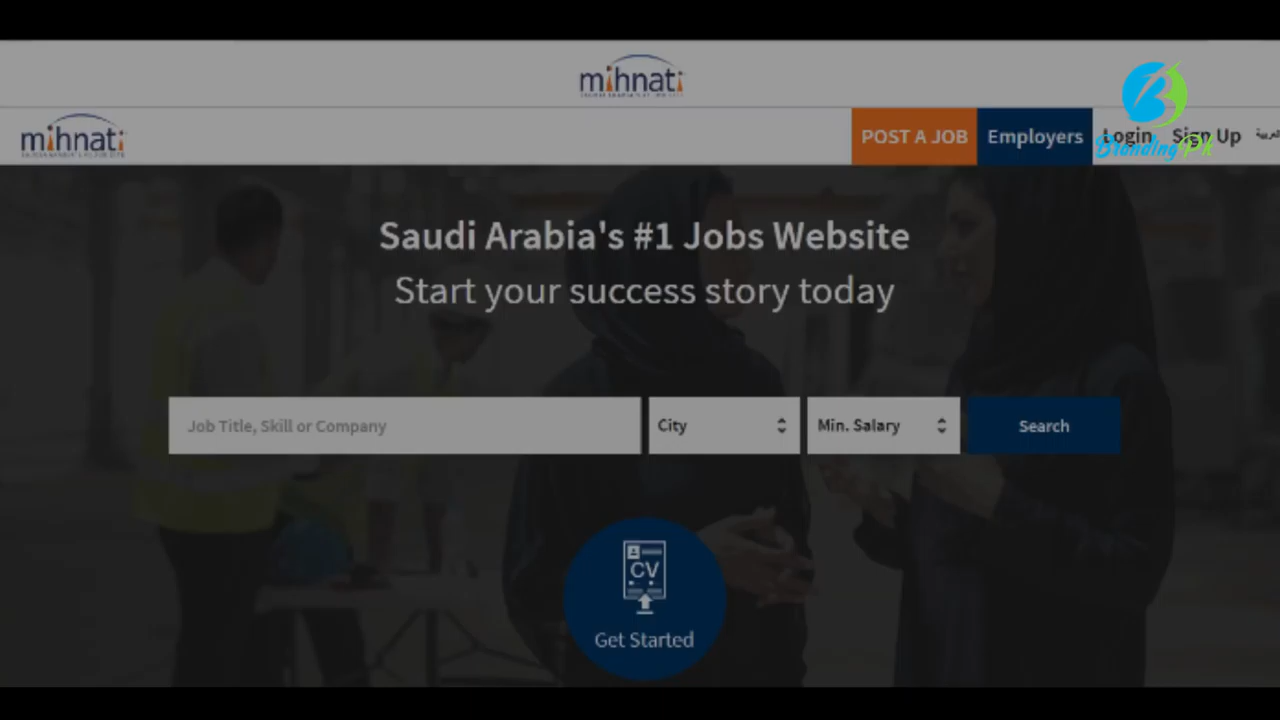 mihnati
mihnati
POST A JOB
Employers
Login
Sign Up
BrandingPk
Saudi Arabia's #1 Jobs Website
Start your success story today
Job Title, Skill or Company
City
Min. Salary
Search
CV
Get Started